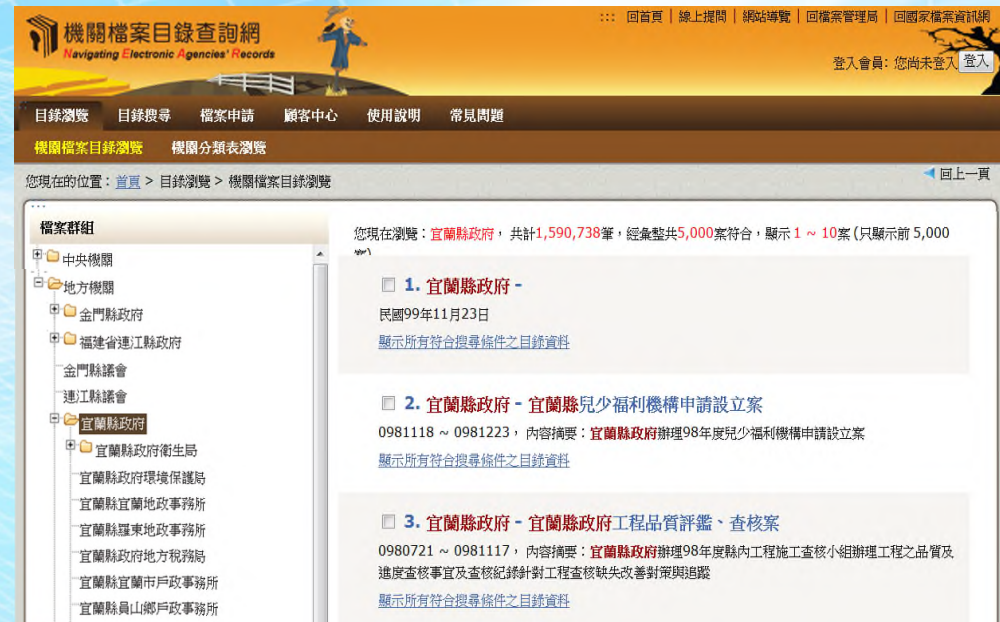 ::: 回首頁 | 線上提問 | 網站導覽 | 回檔案管理局 | 回國家檔案資訊網
機關檔案目錄查詢網
Navigating Electronic Agencies' Records
登入會員: 您尚未登入 登入
目錄瀏覽 目錄搜尋 檔案申請 顧客中心 使用說明 常見問題
機關檔案目錄瀏覽 機關分類表瀏覽
您現在的位置：首頁 > 目錄瀏覽 > 機關檔案目錄瀏覽
回上一頁
檔案群組
中央機關
地方機關
金門縣政府
福建省連江縣政府
金門縣議會
連江縣議會
宜蘭縣政府
宜蘭縣政府衛生局
宜蘭縣政府環境保護局
宜蘭縣宜蘭地政事務所
宜蘭縣羅東地政事務所
宜蘭縣政府地方稅務局
宜蘭縣宜蘭市戶政事務所
宜蘭縣員山鄉戶政事務所
您現在瀏覽：宜蘭縣政府， 共計1,590,738筆，經彙整共5,000案符合，顯示 1 ~ 10案 (只顯示前 5,000
1. 宜蘭縣政府 -
民國99年11月23日
顯示所有符合搜尋條件之目錄資料
2. 宜蘭縣政府 - 宜蘭縣兒少福利機構申請設立案
0981118 ~ 0981223， 內容摘要：宜蘭縣政府辦理98年度兒少福利機構申請設立案
顯示所有符合搜尋條件之目錄資料
3. 宜蘭縣政府 - 宜蘭縣政府工程品質評鑑、查核案
0980721 ~ 0981117， 內容摘要：宜蘭縣政府辦理98年度縣內工程施工查核小組辦理工程之品質及
進度查核事宜及查核紀錄針對工程查核缺失改善對策與追蹤
顯示所有符合搜尋條件之目錄資料